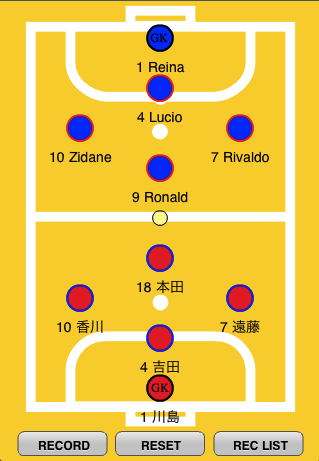 GK
1 Reina
4 Lucio
10 Zidane
7 Rivaldo
9 Ronald
18 本田
10 香川
7 遠藤
4 吉田
GK
1 川島
RECORD
RESET
REC LIST